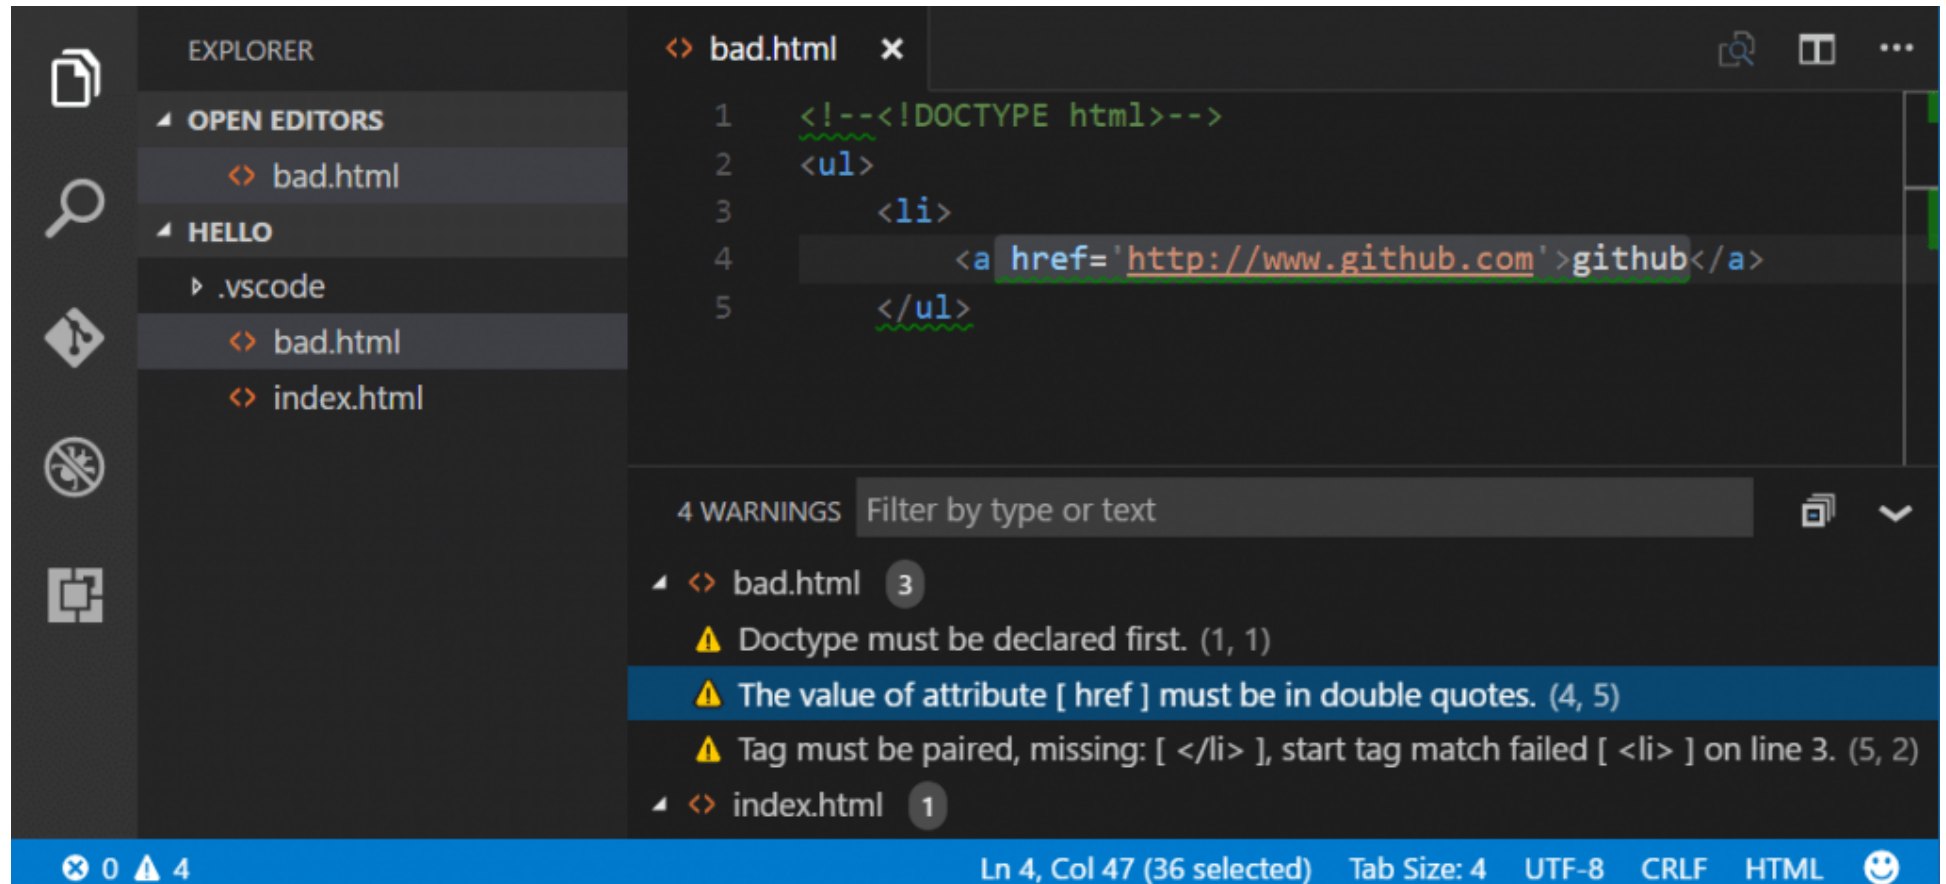 EXPLORER
OPEN EDITORS
bad.html
HELLO
.vscode
bad.html
index.html
bad.html
1 <!--<!DOCTYPE html>-->
2 <ul>
3 <li>
4 <a href='http://www.github.com'>github</a>
5 </ul>
4 WARNINGS Filter by type or text
bad.html 3
Doctype must be declared first. (1, 1)
The value of attribute [ href ] must be in double quotes. (4, 5)
Tag must be paired, missing: [ </li> ], start tag match failed [ <li> ] on line 3. (5, 2)
index.html 1
0 4 Ln 4, Col 47 (36 selected) Tab Size: 4 UTF-8 CRLF HTML